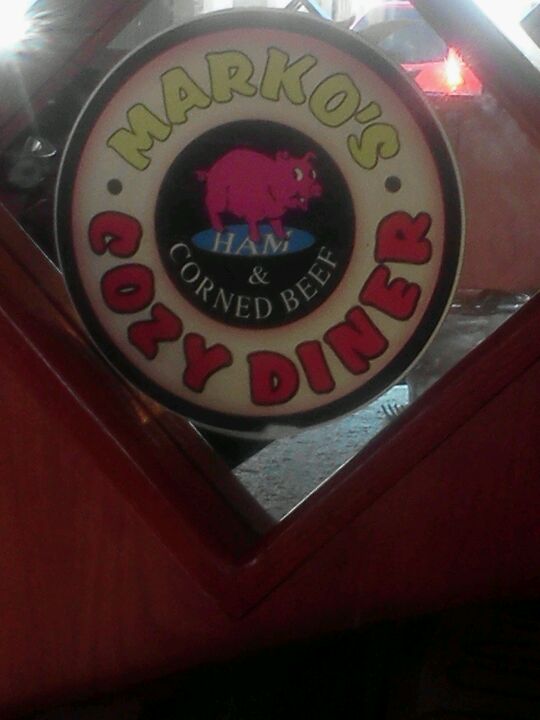 MARKO'S
HAM
&
CORNED BEEF
COZY DINER